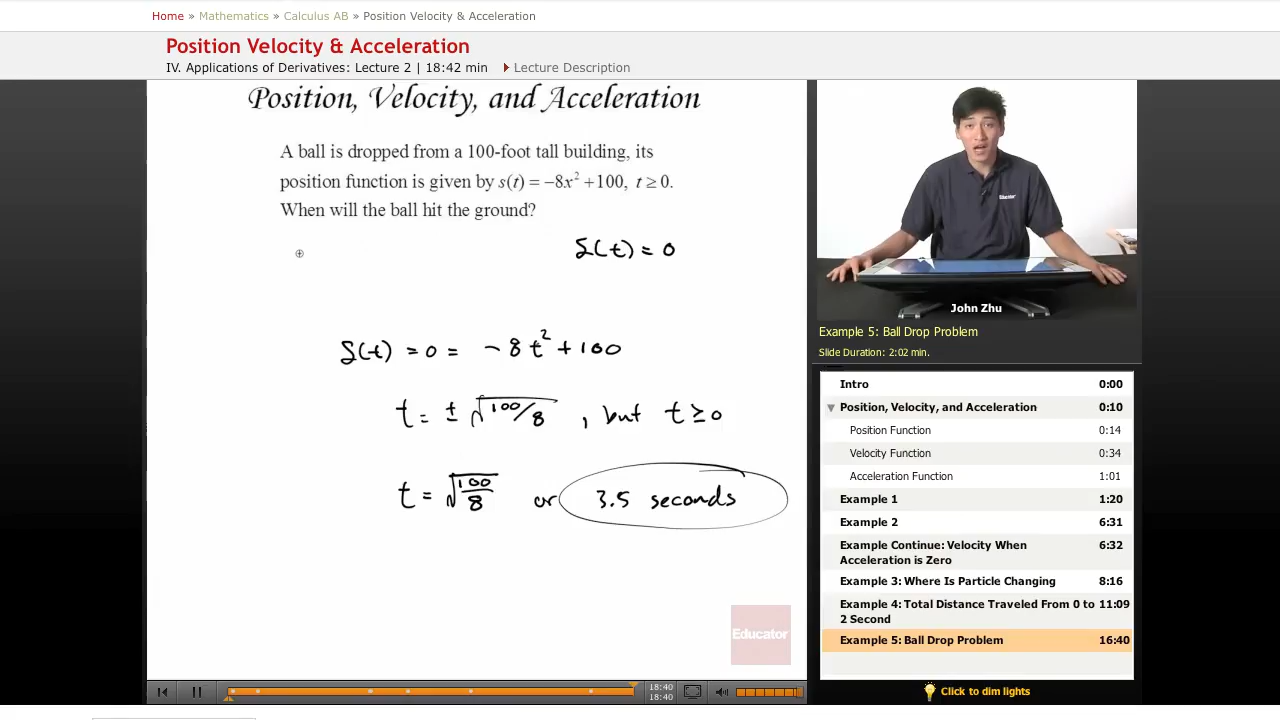 Home » Mathematics » Calculus AB » Position Velocity & Acceleration
Position Velocity & Acceleration
IV. Applications of Derivatives: Lecture 2 | 18:42 min Lecture Description
Position, Velocity, and Acceleration
A ball is dropped from a 100-foot tall building, its
position function is given by s(t) = −8x² + 100, t ≥ 0.
When will the ball hit the ground?
S(t) = 0
S(t) = 0 = −8t² + 100
t = ± √100/8 , but t ≥ 0
t = √100/8 or 3.5 seconds
Educator
Educator
John Zhu
Example 5: Ball Drop Problem
Slide Duration: 2:02 min.
Intro 0:00
Position, Velocity, and Acceleration 0:10
Position Function 0:14
Velocity Function 0:34
Acceleration Function 1:01
Example 1 1:20
Example 2 6:31
Example Continue: Velocity When 6:32
Acceleration is Zero
Example 3: Where Is Particle Changing 8:16
Example 4: Total Distance Traveled From 0 to 11:09
2 Second
Example 5: Ball Drop Problem 16:40
18:40
18:40
Click to dim lights